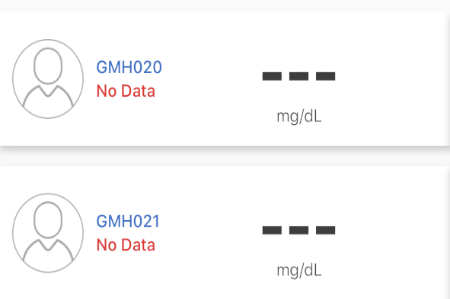 GMH020
No Data
---
mg/dL
GMH021
No Data
---
mg/dL